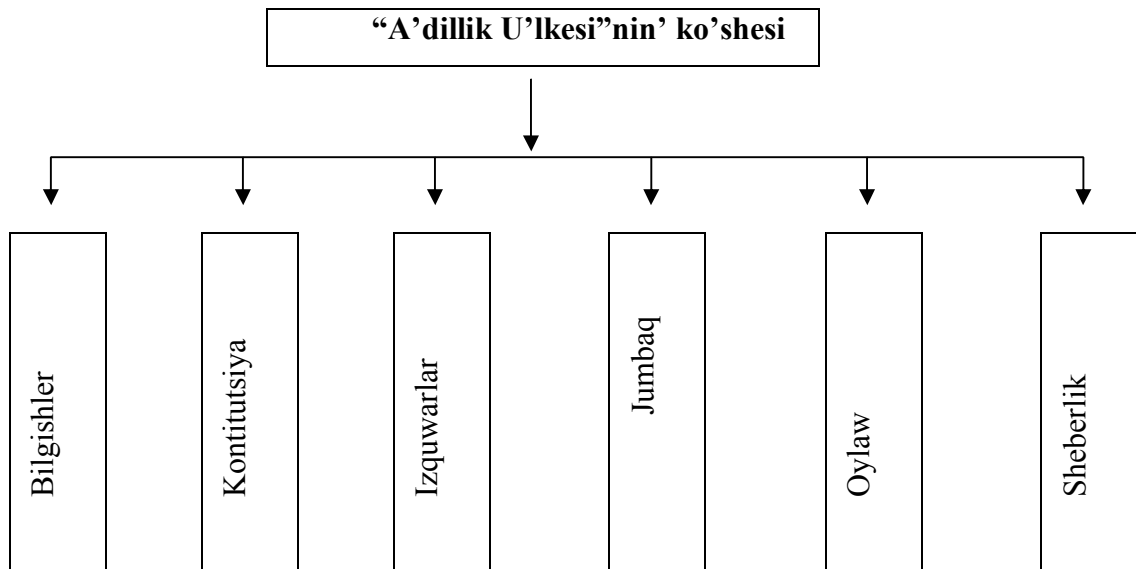 “A’dillik U’lkesi”nin’ ko’shesi
Bilgishler
Kontitutsiya
Izquwarlar
Jumbaq
Oylaw
Sheberlik